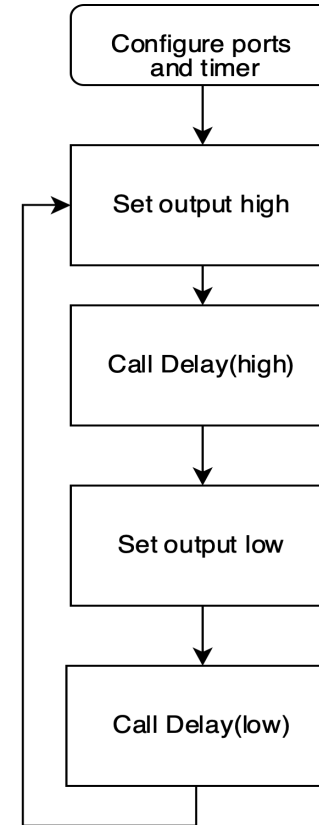 Configure ports
and timer
Set output high
Call Delay(high)
Set output low
Call Delay(low)